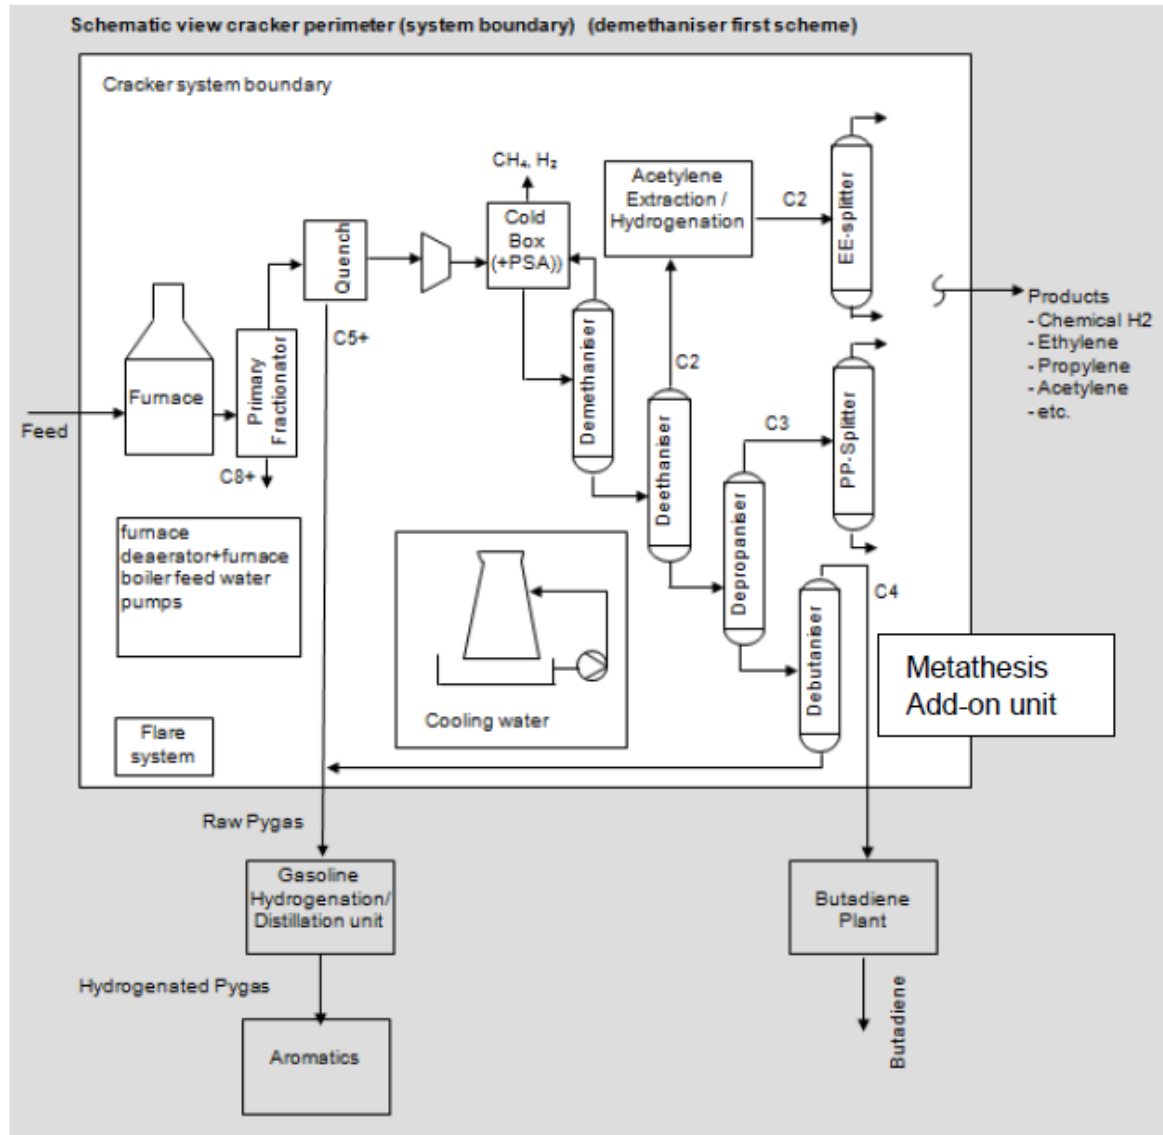 Schematic view cracker perimeter (system boundary)   (demethaniser first scheme)
Cracker system boundary
CH₄, H₂
Cold
Box
(+PSA))
Acetylene
Extraction /
Hydrogenation
C2
EE-splitter
Quench
C5+
Furnace
Primary
Fractionator
Feed
C8+
Demethaniser
C2
Deethaniser
C3
PP-Splitter
Depropaniser
Debutaniser
C4
Products
- Chemical H2
- Ethylene
- Propylene
- Acetylene
- etc.
furnace
deaerator+furnace
boiler feed water
pumps
Cooling water
Flare
system
Metathesis
Add-on unit
Raw Pygas
Gasoline
Hydrogenation/
Distillation unit
Hydrogenated Pygas
Aromatics
Butadiene
Plant
Butadiene